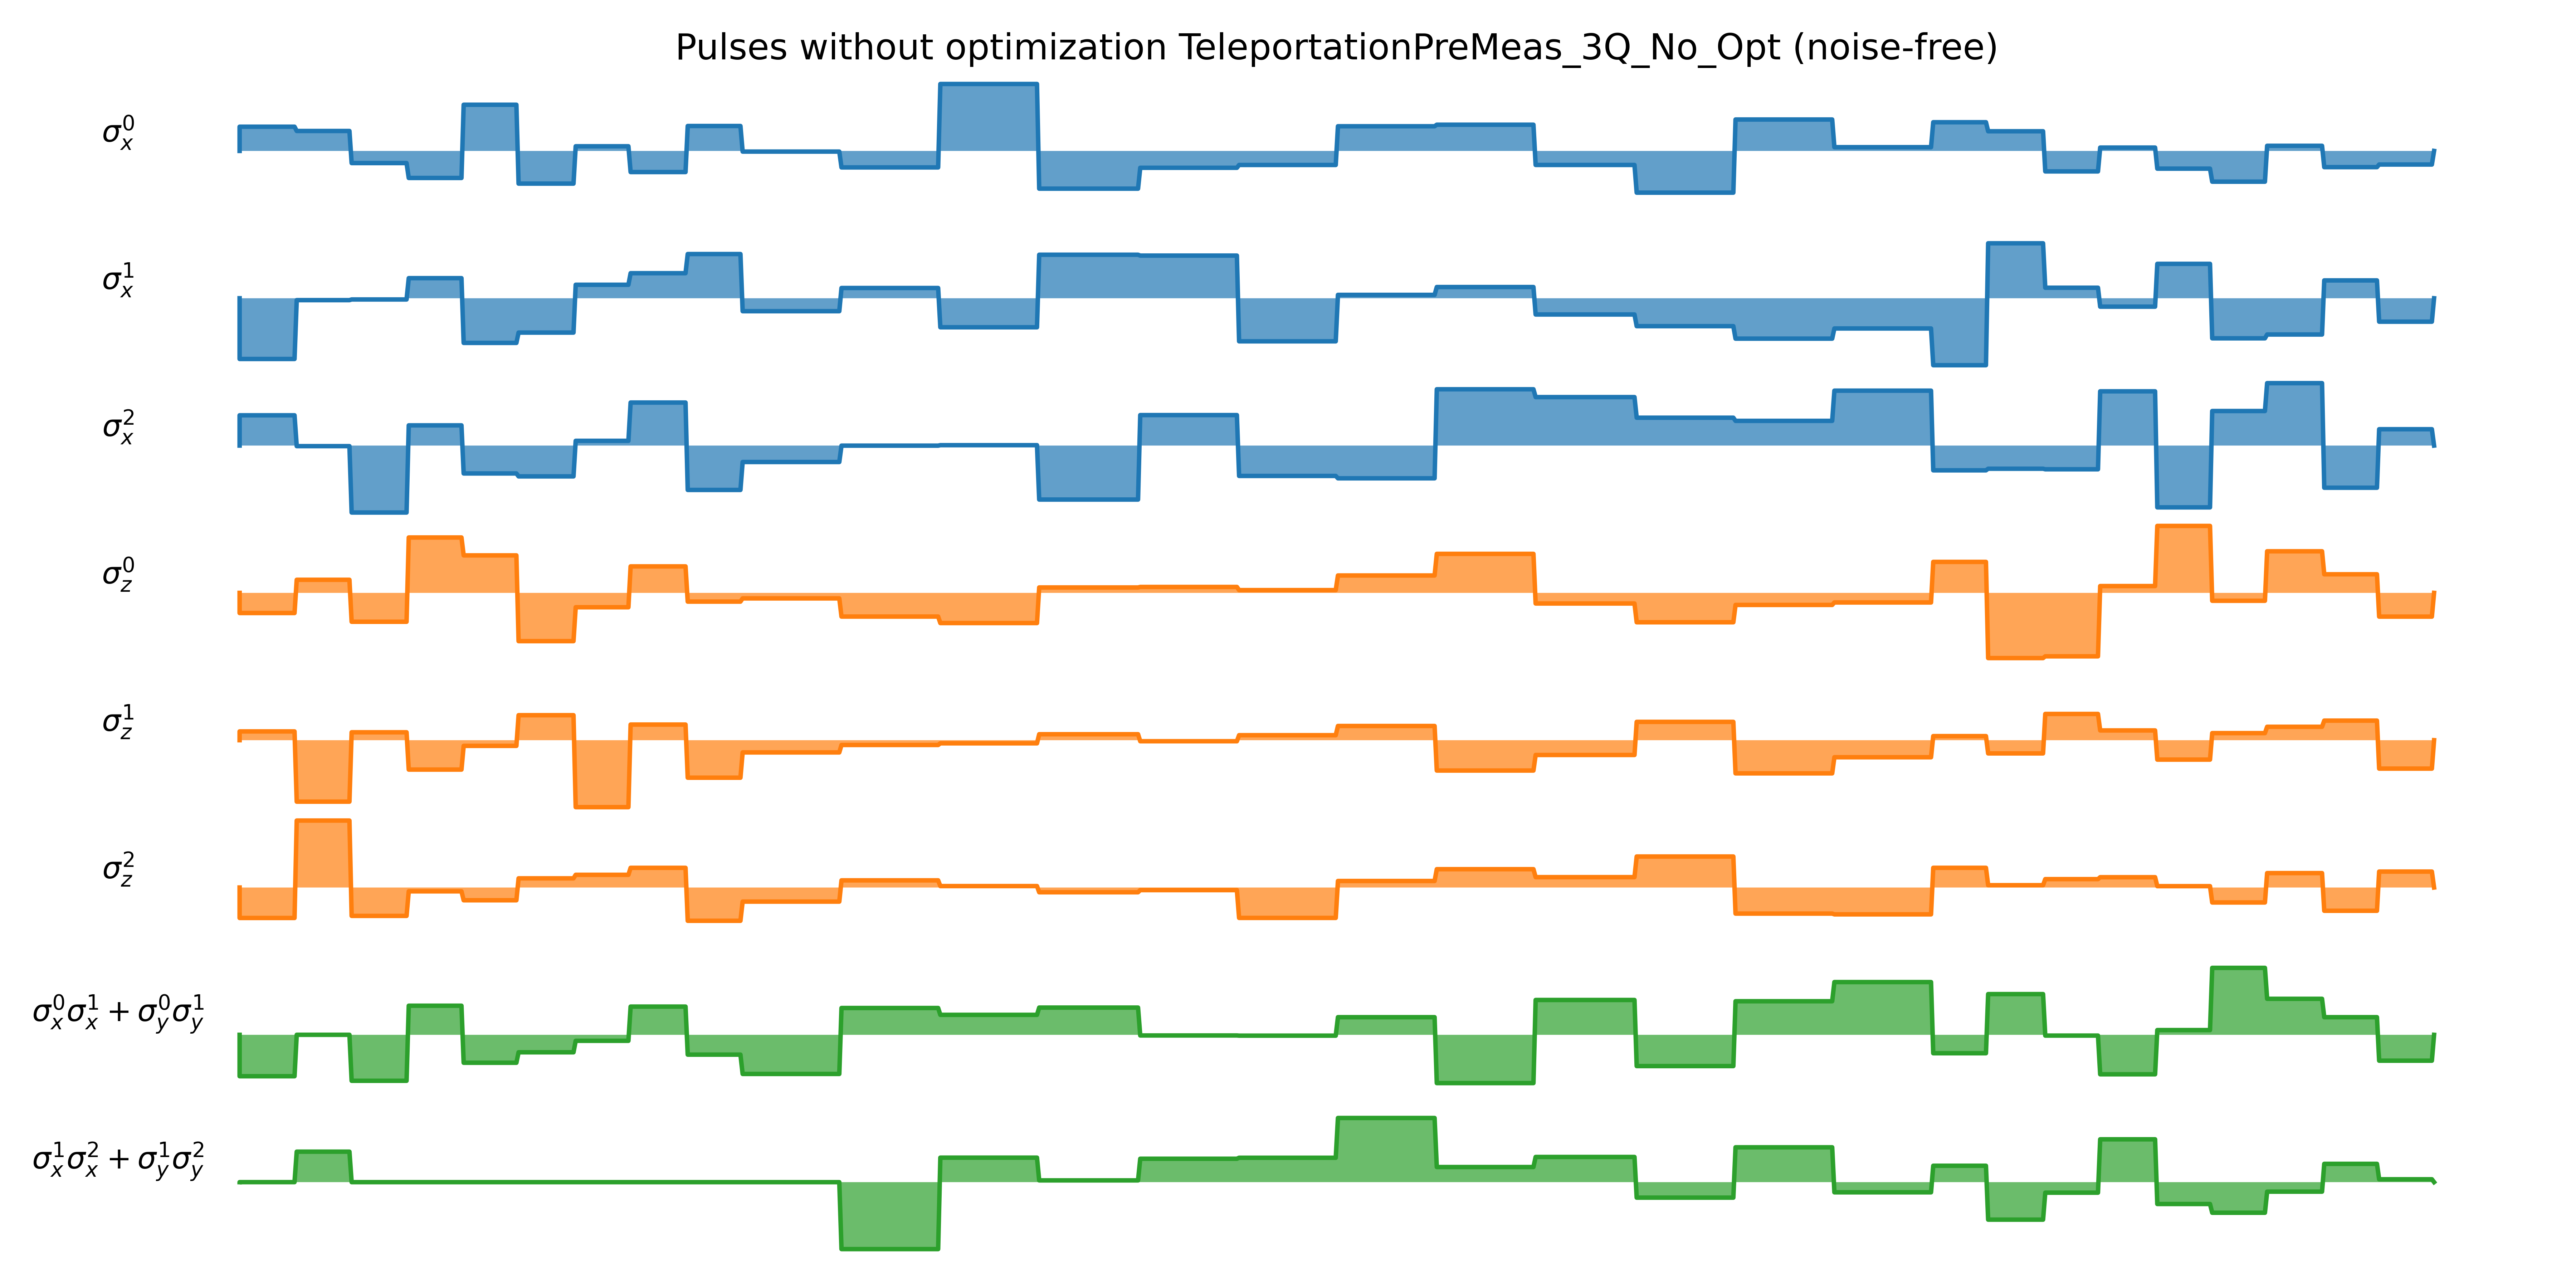 Pulses without optimization TeleportationPreMeas_3Q_No_Opt (noise-free)
σ_x^0
σ_x^1
σ_x^2
σ_z^0
σ_z^1
σ_z^2
σ_x^0σ_x^1 + σ_y^0σ_y^1
σ_x^1σ_x^2 + σ_y^1σ_y^2